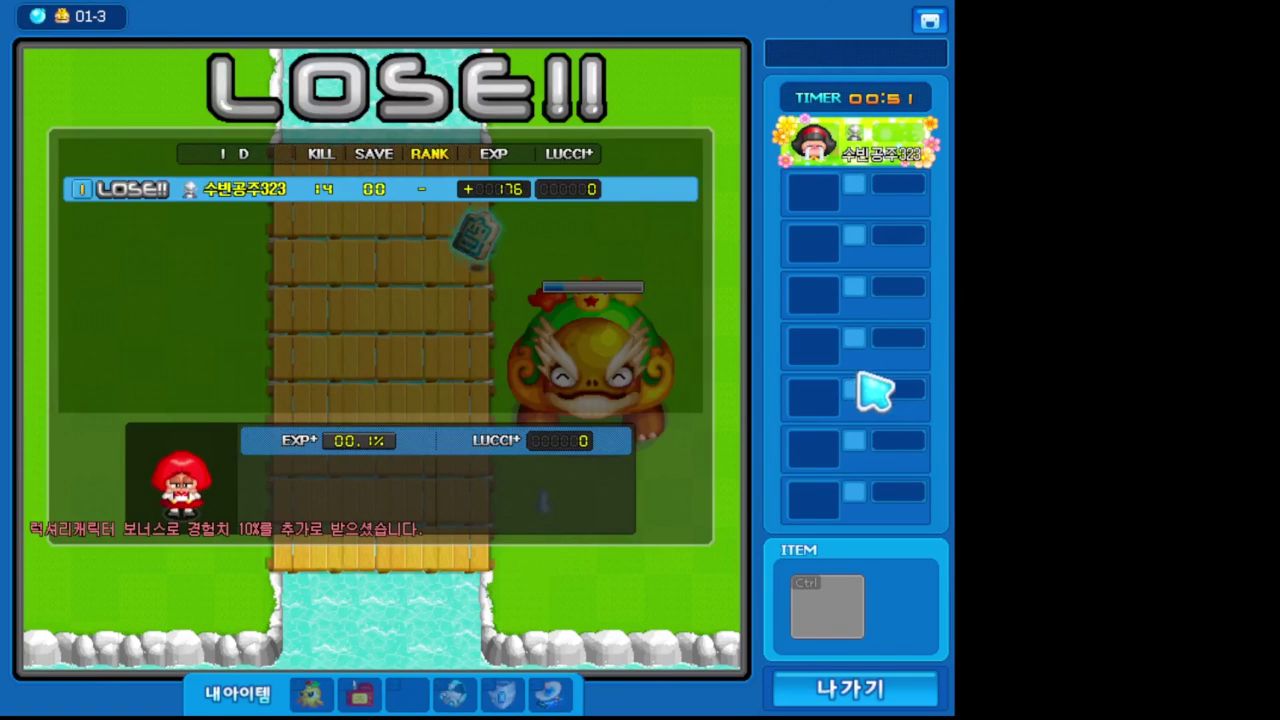 01-3
LOSE!!
TIMER 00:51
수빈공주323
I D KILL SAVE RANK EXP LUCCI+
1 LOSE!! 수빈공주323 14 00 - +00176 0000000
EXP+ 00.1% LUCCI+ 0000000
럭셔리캐릭터 보너스로 경험치 10%를 추가로 받으셨습니다.
ITEM
Ctrl
내아이템
나가기